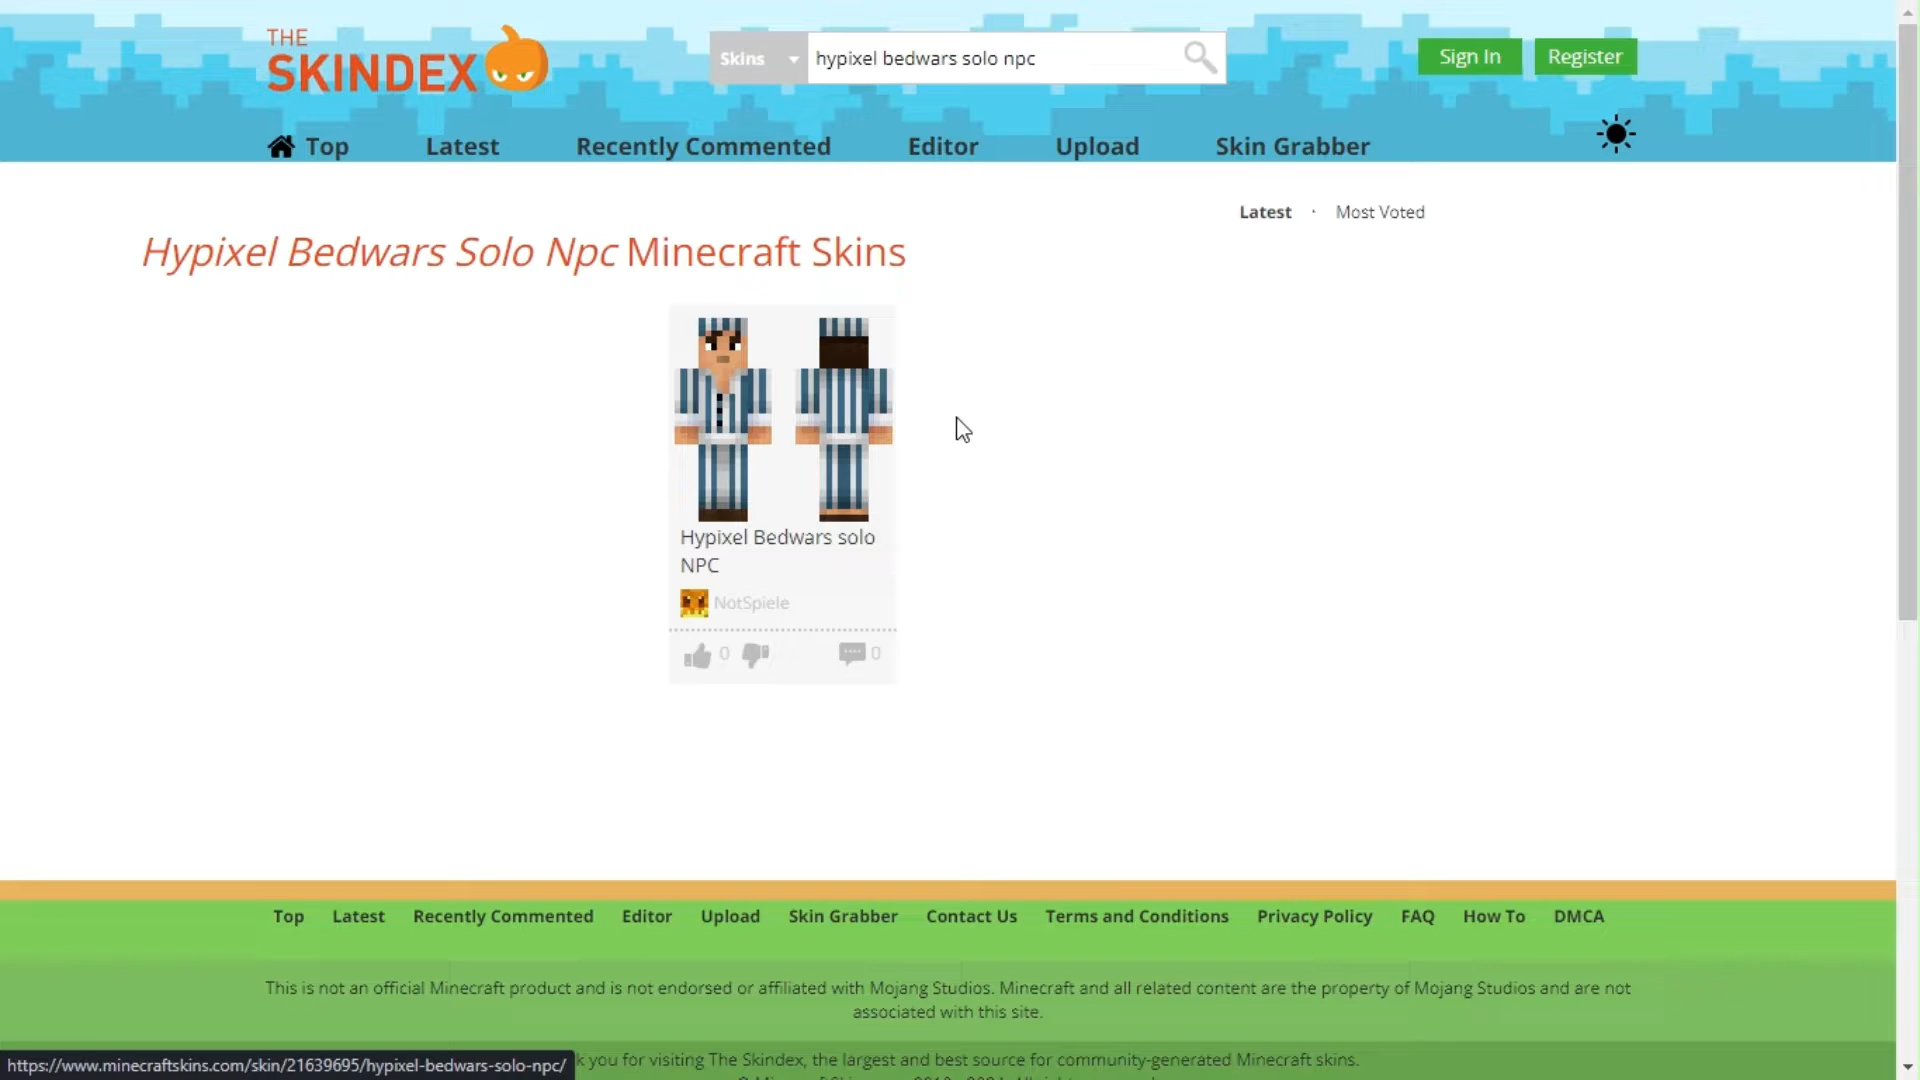 THE
SKINDEX
Skins
hypixel bedwars solo npc
Sign In
Register
Top
Latest
Recently Commented
Editor
Upload
Skin Grabber
Latest · Most Voted
Hypixel Bedwars Solo Npc Minecraft Skins
Hypixel Bedwars solo
NPC
NotSpiele
0
0
Top Latest Recently Commented Editor Upload Skin Grabber Contact Us Terms and Conditions Privacy Policy FAQ How To DMCA
This is not an official Minecraft product and is not endorsed or affiliated with Mojang Studios. Minecraft and all related content are the property of Mojang Studios and are not
associated with this site.
k you for visiting The Skindex, the largest and best source for community-generated Minecraft skins.
https://www.minecraftskins.com/skin/21639695/hypixel-bedwars-solo-npc/